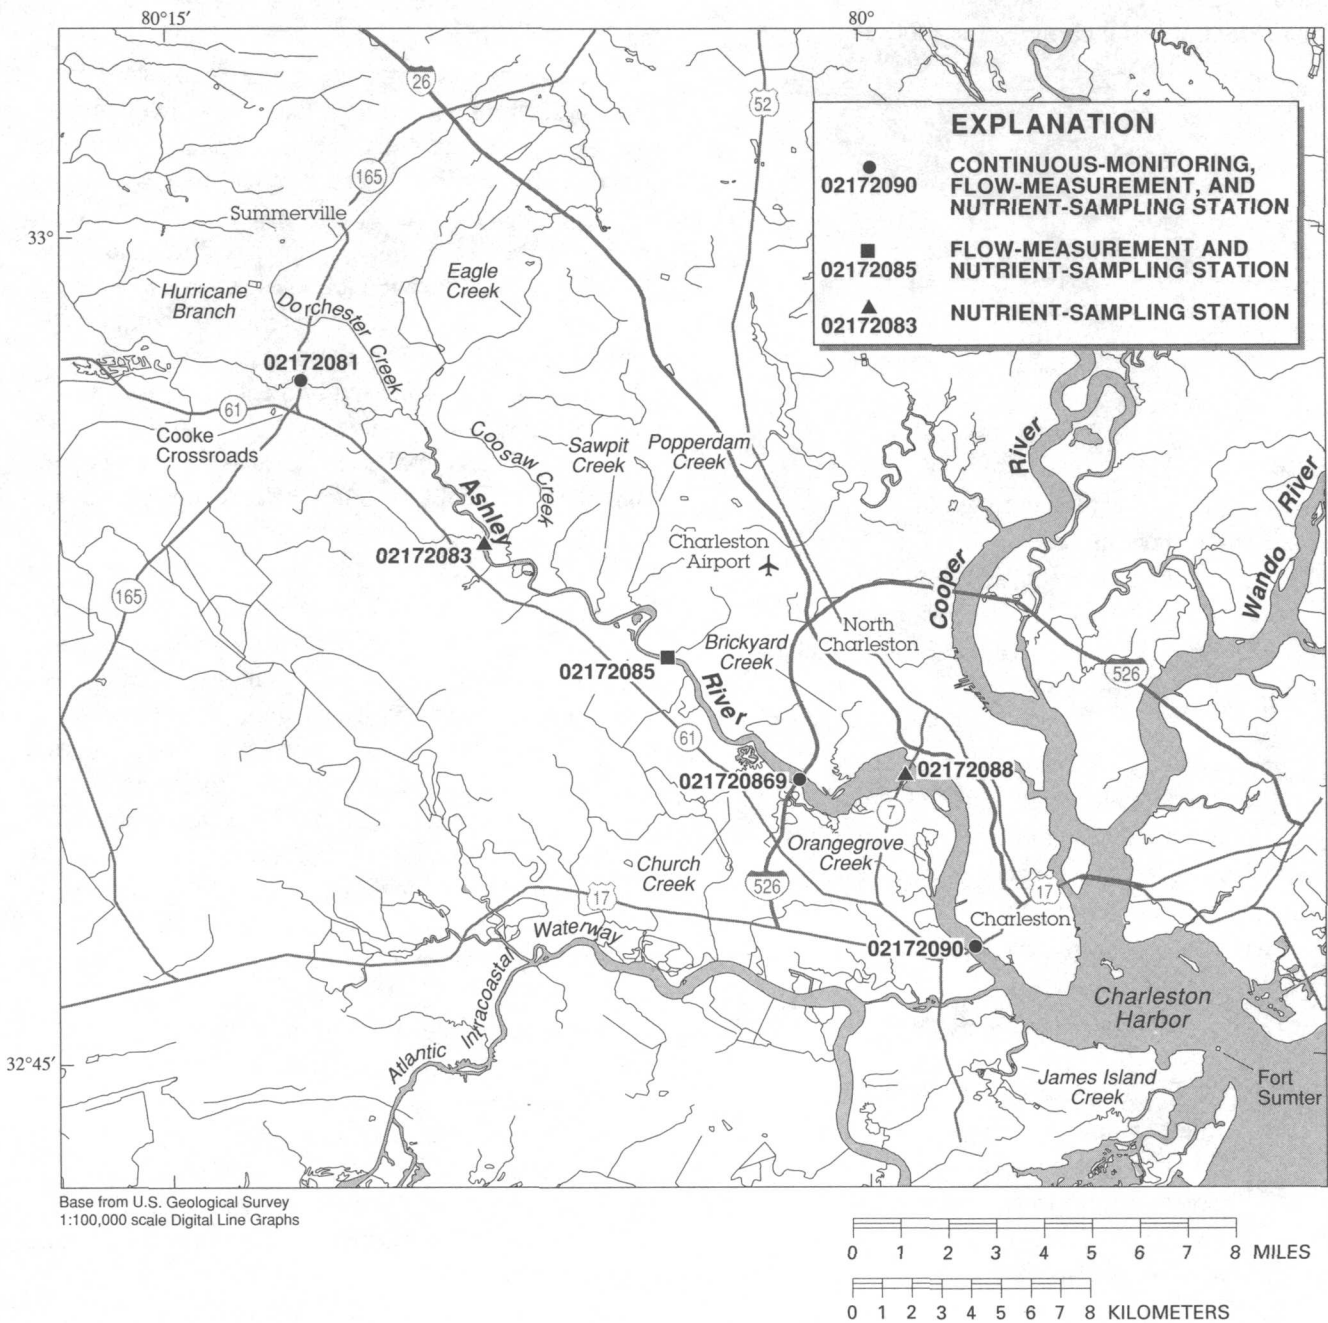 80°15′
80°
26
52
EXPLANATION
02172090
CONTINUOUS-MONITORING,
FLOW-MEASUREMENT, AND
NUTRIENT-SAMPLING STATION
165
Summerville
33°
02172085
FLOW-MEASUREMENT AND
NUTRIENT-SAMPLING STATION
Eagle
Creek
Hurricane
Branch
Dorchester Creek
02172083
NUTRIENT-SAMPLING STATION
02172081
61
Cooke
Crossroads
Coosaw Creek
Sawpit
Creek
Popperdam
Creek
Cooper River
Wando River
Ashley River
02172083
Charleston
Airport
165
North
Charleston
Brickyard
Creek
02172085
526
61
021720869
02172088
7
Orangegrove
Creek
Church
Creek
526
17
17
Charleston
Waterway
02172090
Atlantic Intracoastal
Charleston
Harbor
32°45′
James Island
Creek
Fort
Sumter
Base from U.S. Geological Survey
1:100,000 scale Digital Line Graphs
0 1 2 3 4 5 6 7 8 MILES
0 1 2 3 4 5 6 7 8 KILOMETERS